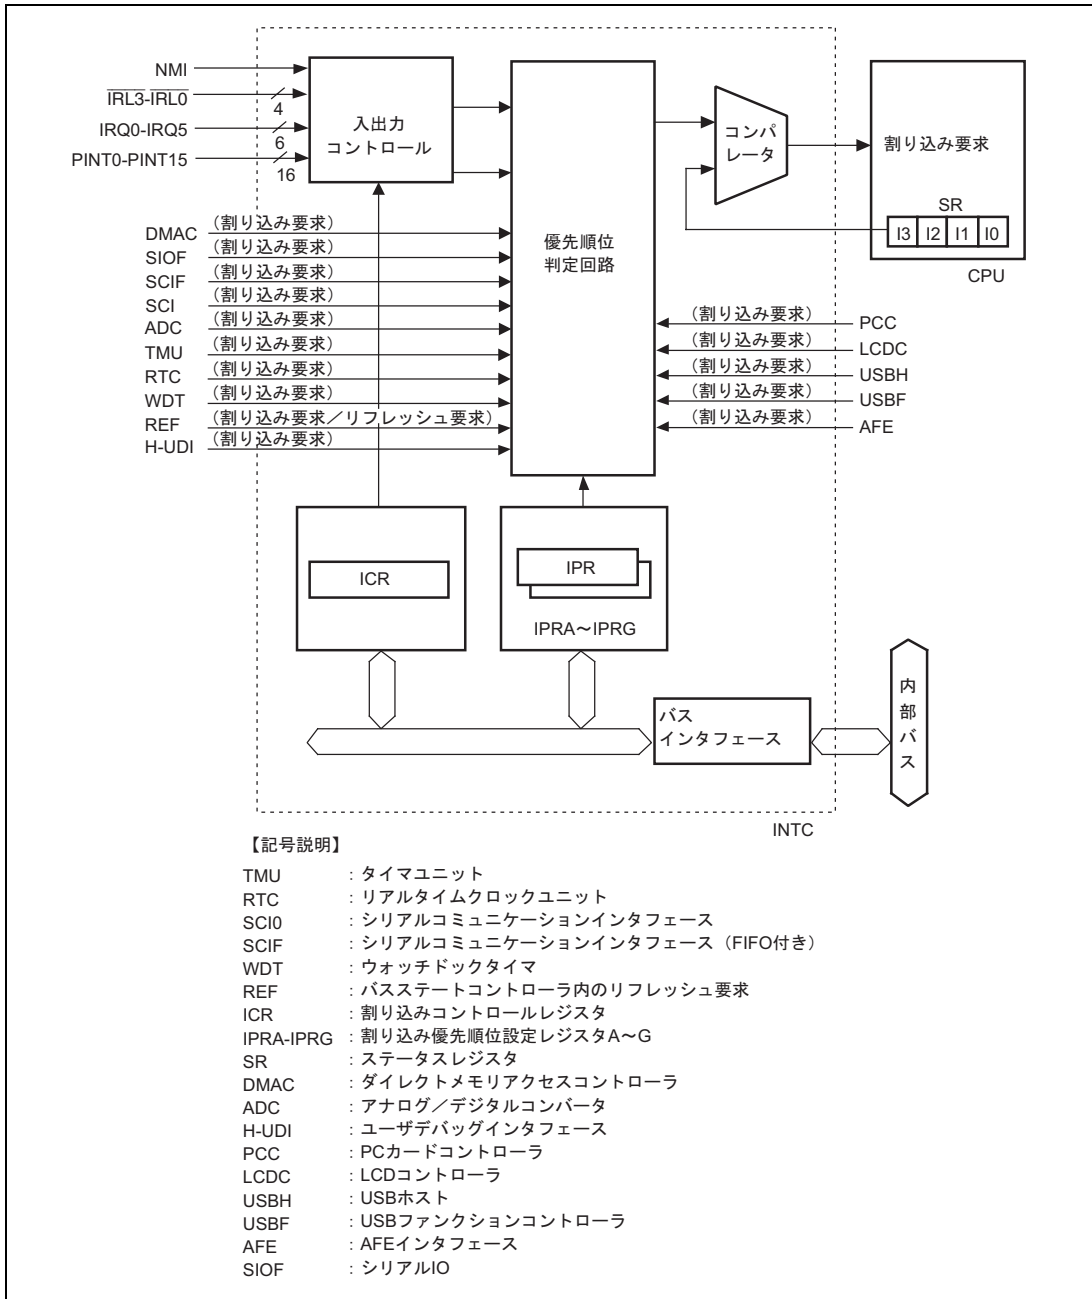 NMI
IRL3-IRL0
4
IRQ0-IRQ5
6
PINT0-PINT15
16
入出力
コントロール
優先順位
判定回路
コンパ
レータ
割り込み要求
SR
I3 I2 I1 I0
CPU
DMAC (割り込み要求)
SIOF (割り込み要求)
SCIF (割り込み要求)
SCI (割り込み要求)
ADC (割り込み要求)
TMU (割り込み要求)
RTC (割り込み要求)
WDT (割り込み要求)
REF (割り込み要求/リフレッシュ要求)
H-UDI (割り込み要求)
(割り込み要求) PCC
(割り込み要求) LCDC
(割り込み要求) USBH
(割り込み要求) USBF
(割り込み要求) AFE
ICR
IPR
IPRA～IPRG
バス
インタフェース
内部バス
INTC
【記号説明】
TMU : タイマユニット
RTC : リアルタイムクロックユニット
SCI0 : シリアルコミュニケーションインタフェース
SCIF : シリアルコミュニケーションインタフェース（FIFO付き）
WDT : ウォッチドックタイマ
REF : バスステートコントローラ内のリフレッシュ要求
ICR : 割り込みコントロールレジスタ
IPRA-IPRG : 割り込み優先順位設定レジスタA～G
SR : ステータスレジスタ
DMAC : ダイレクトメモリアクセスコントローラ
ADC : アナログ／デジタルコンバータ
H-UDI : ユーザデバッグインタフェース
PCC : PCカードコントローラ
LCDC : LCDコントローラ
USBH : USBホスト
USBF : USBファンクションコントローラ
AFE : AFEインタフェース
SIOF : シリアルIO